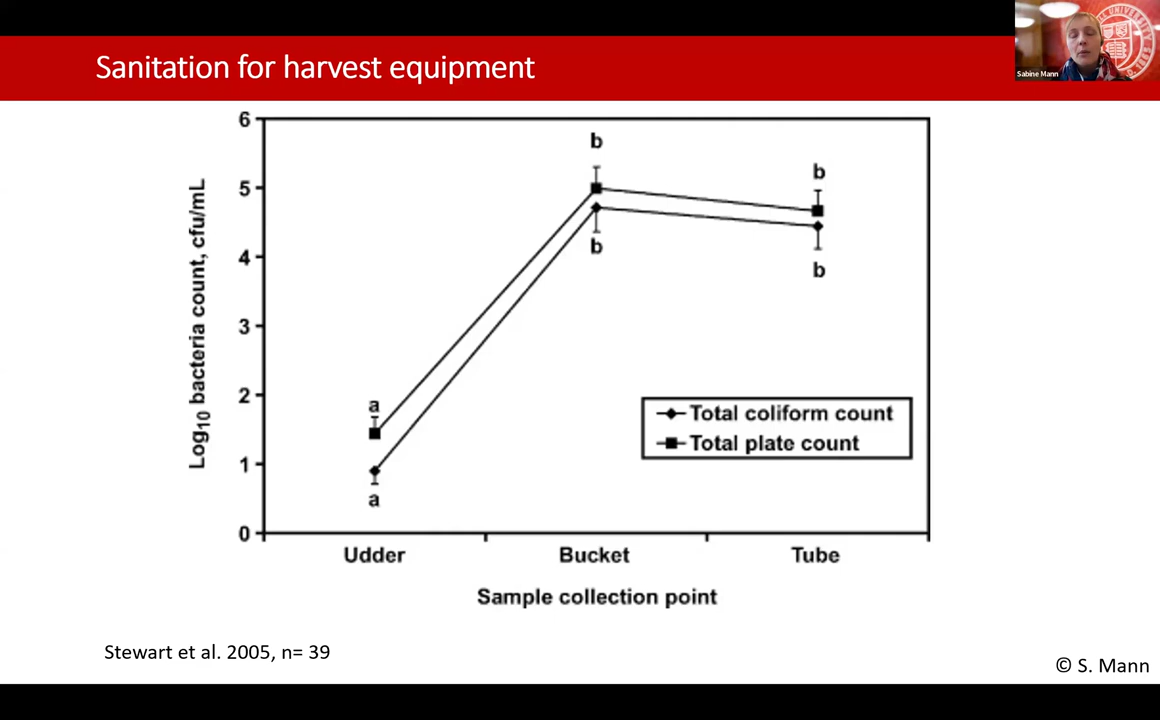 Sanitation for harvest equipment
Sabine Mann
6
5
4
3
2
1
0
Log10 bacteria count, cfu/mL
b
b
b
b
a
a
Total coliform count
Total plate count
Udder
Bucket
Tube
Sample collection point
Stewart et al. 2005, n= 39
© S. Mann